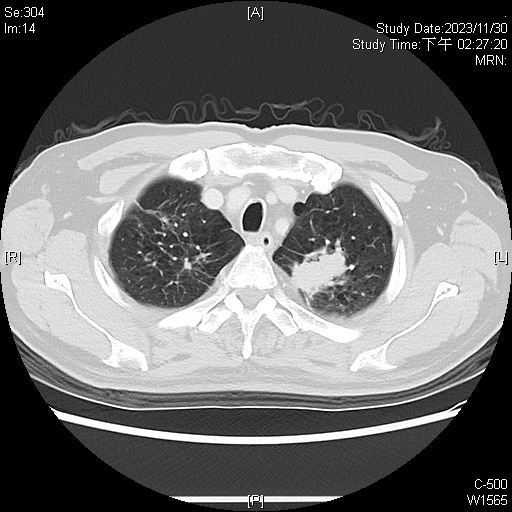 Se:304
Im:14
[A]
.
Study Date:2023/11/30
Study Time:下午 02:27:20
MRN:
[R]
[L]
[P]
C-500
W1565